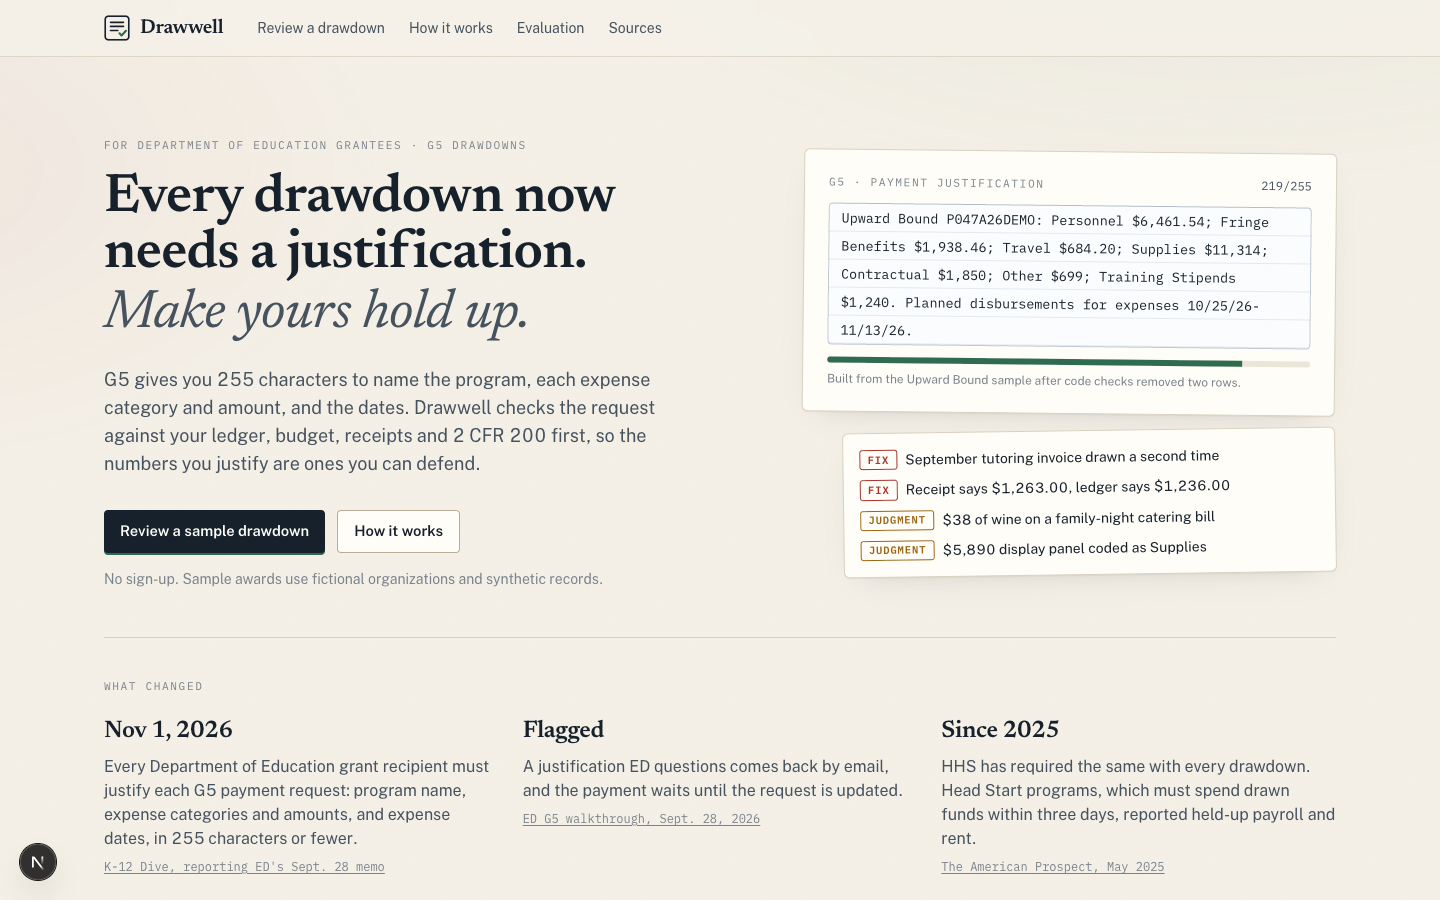 Drawwell
Review a drawdown
How it works
Evaluation
Sources
FOR DEPARTMENT OF EDUCATION GRANTEES · G5 DRAWDOWNS
Every drawdown now
needs a justification.
Make yours hold up.
G5 gives you 255 characters to name the program, each expense
category and amount, and the dates. Drawwell checks the request
against your ledger, budget, receipts and 2 CFR 200 first, so the
numbers you justify are ones you can defend.
Review a sample drawdown
How it works
No sign-up. Sample awards use fictional organizations and synthetic records.
G5 · PAYMENT JUSTIFICATION
219/255
Upward Bound P047A26DEMO: Personnel $6,461.54; Fringe
Benefits $1,938.46; Travel $684.20; Supplies $11,314;
Contractual $1,850; Other $699; Training Stipends
$1,240. Planned disbursements for expenses 10/25/26-
11/13/26.
Built from the Upward Bound sample after code checks removed two rows.
FIX September tutoring invoice drawn a second time
FIX Receipt says $1,263.00, ledger says $1,236.00
JUDGMENT $38 of wine on a family-night catering bill
JUDGMENT $5,890 display panel coded as Supplies
WHAT CHANGED
Nov 1, 2026
Every Department of Education grant recipient must
justify each G5 payment request: program name,
expense categories and amounts, and expense
dates, in 255 characters or fewer.
K-12 Dive, reporting ED's Sept. 28 memo
Flagged
A justification ED questions comes back by email,
and the payment waits until the request is updated.
ED G5 walkthrough, Sept. 28, 2026
Since 2025
HHS has required the same with every drawdown.
Head Start programs, which must spend drawn
funds within three days, reported held-up payroll and
rent.
The American Prospect, May 2025
N